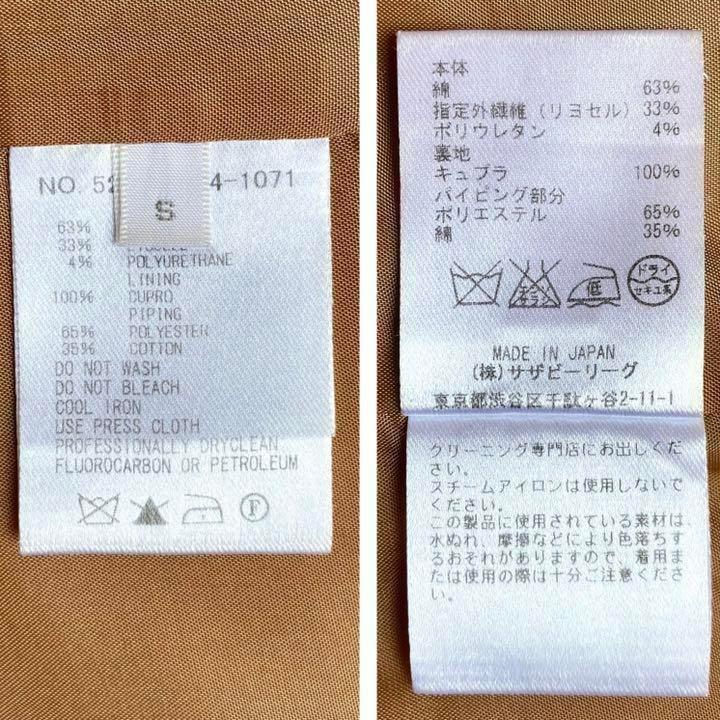 NO. 52 4-1071
S
63%
33%
4% POLYURETHANE
LINING
100% CUPRO
PIPING
65% POLYESTER
35% COTTON
DO NOT WASH
DO NOT BLEACH
COOL IRON
USE PRESS CLOTH
PROFESSIONALLY DRYCLEAN
FLUOROCARBON OR PETROLEUM
F
本体
綿 63%
指定外繊維 (リヨセル) 33%
ポリウレタン 4%
裏地
キュプラ 100%
パイピング部分
ポリエステル 65%
綿 35%
エンソ
サラシ
低
ドライ
セキユ系
MADE IN JAPAN
(株)サザビーリーグ
東京都渋谷区千駄ヶ谷2-11-1
クリーニング専門店にお出しくだ
さい。
スチームアイロンは使用しないで
ください。
この製品に使用されている素材は、
水ぬれ、摩擦などにより色落ちす
るおそれがありますので、着用ま
たは使用の際は十分ご注意くださ
い。